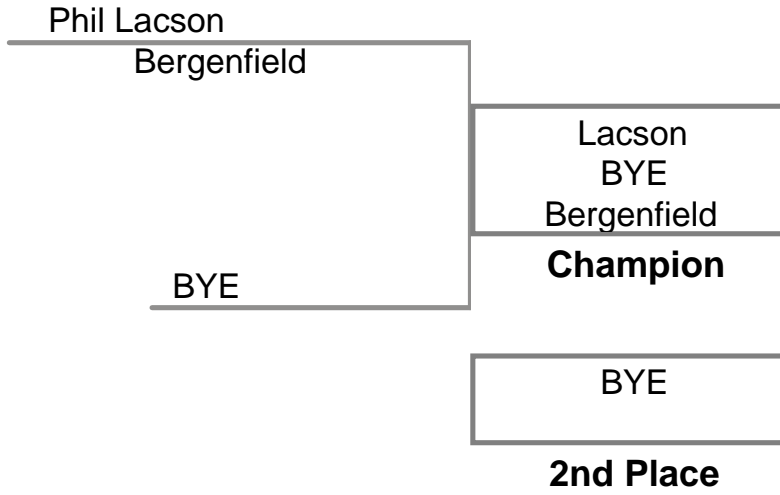 Phil Lacson
Bergenfield
Lacson
BYE
Bergenfield
Champion
BYE
BYE
2nd Place